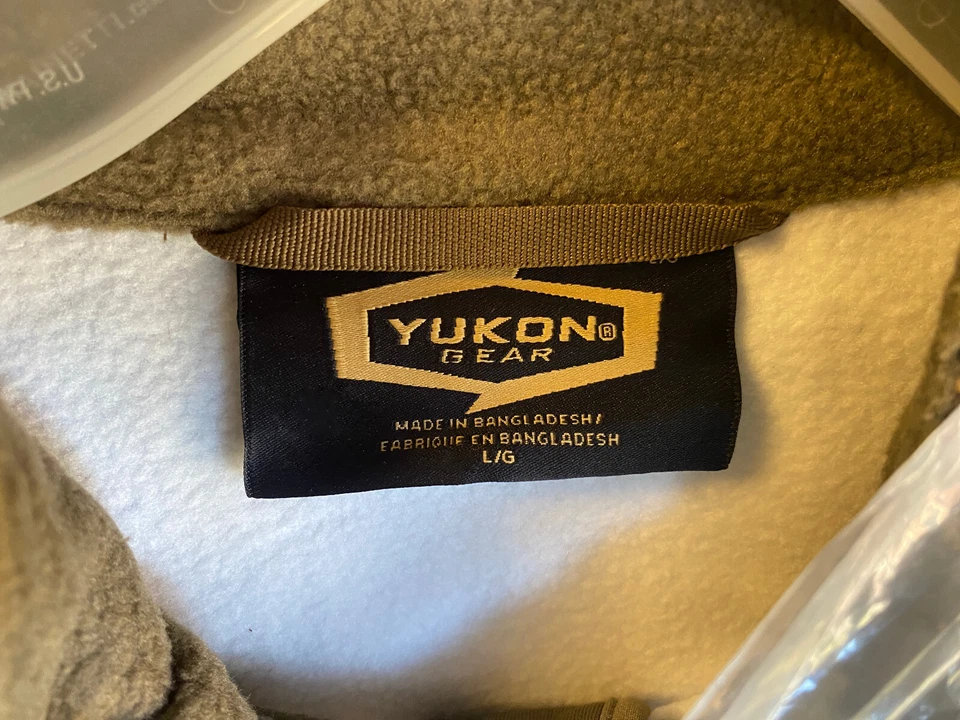 YUKON®
GEAR
MADE IN BANGLADESH/
FABRIQUE EN BANGLADESH
L/G